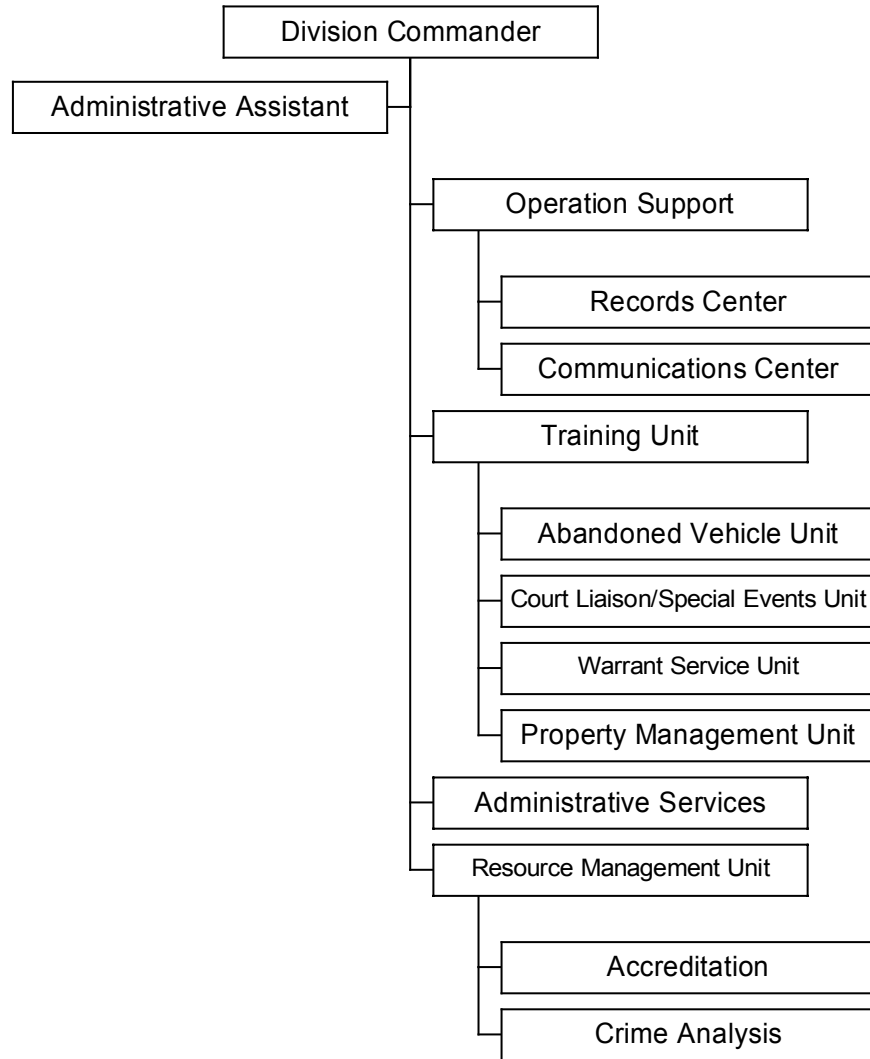 Division Commander
Administrative Assistant
Operation Support
Records Center
Communications Center
Training Unit
Abandoned Vehicle Unit
Court Liaison/Special Events Unit
Warrant Service Unit
Property Management Unit
Administrative Services
Resource Management Unit
Accreditation
Crime Analysis